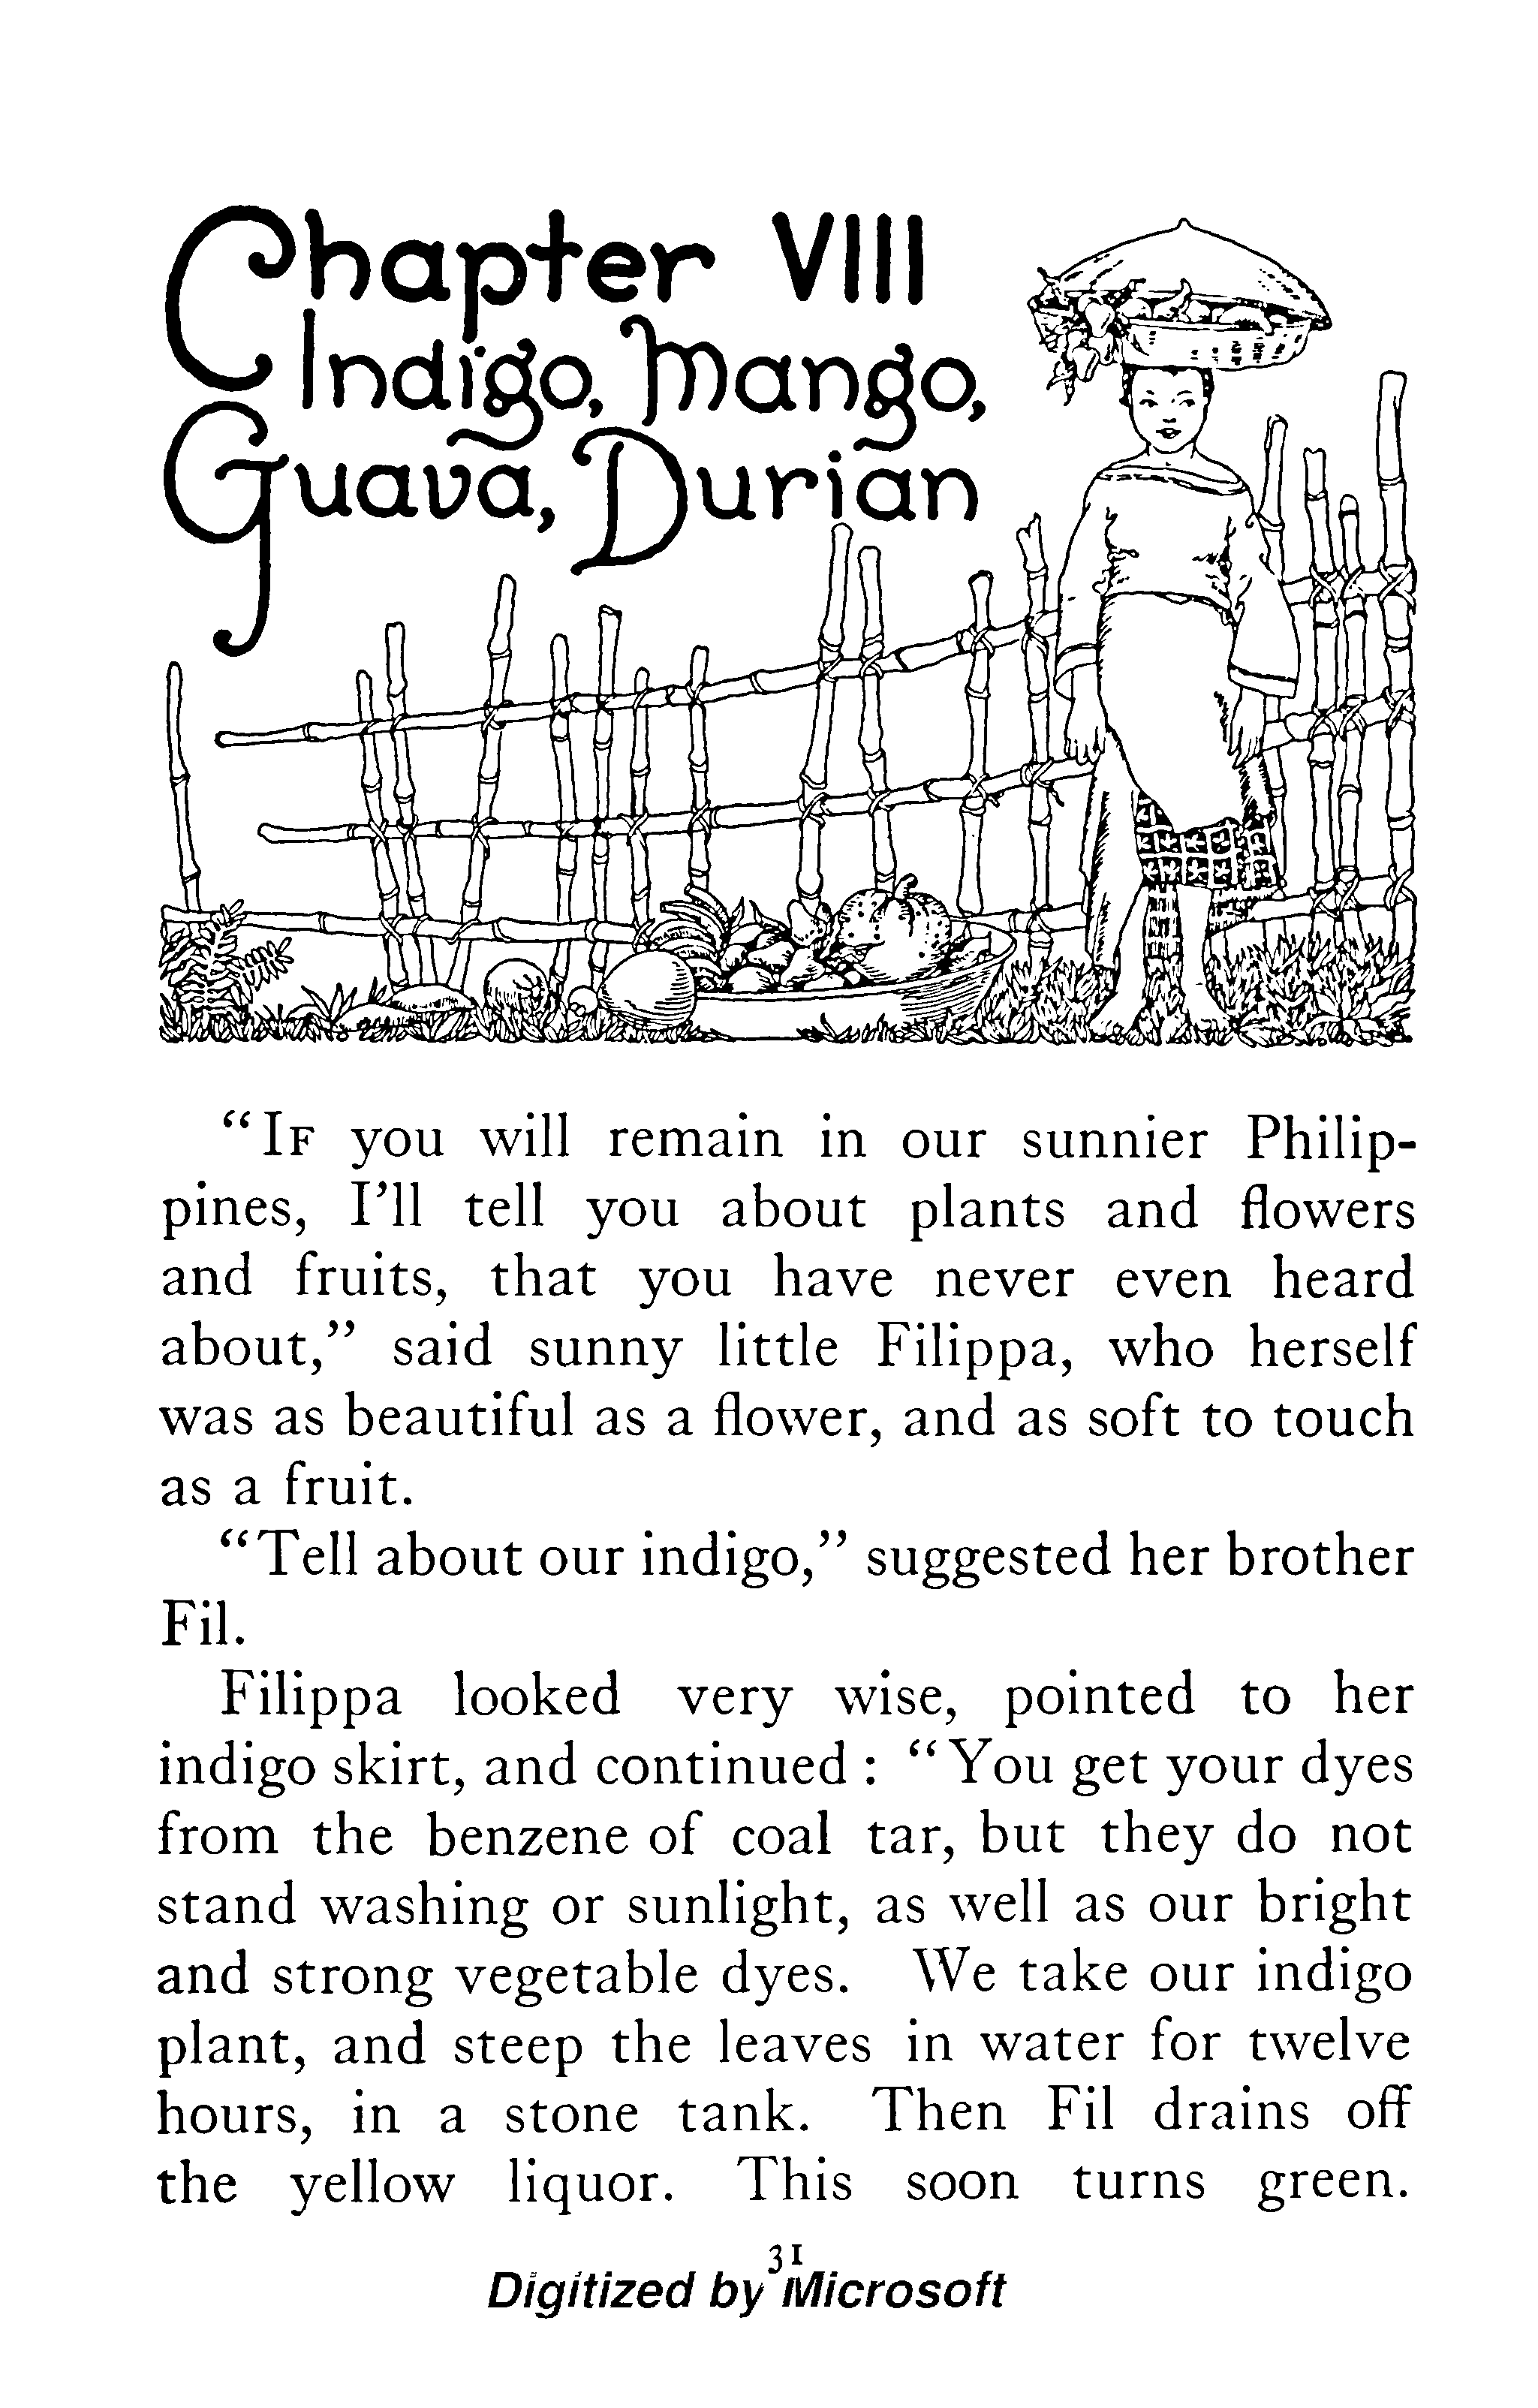 Chapter VIII
Indigo, Mango,
Guava, Durian
"IF you will remain in our sunnier Philip-
pines, I'll tell you about plants and flowers
and fruits, that you have never even heard
about," said sunny little Filippa, who herself
was as beautiful as a flower, and as soft to touch
as a fruit.
"Tell about our indigo," suggested her brother
Fil.
Filippa looked very wise, pointed to her
indigo skirt, and continued : "You get your dyes
from the benzene of coal tar, but they do not
stand washing or sunlight, as well as our bright
and strong vegetable dyes. We take our indigo
plant, and steep the leaves in water for twelve
hours, in a stone tank. Then Fil drains off
the yellow liquor. This soon turns green.
31
Digitized by Microsoft